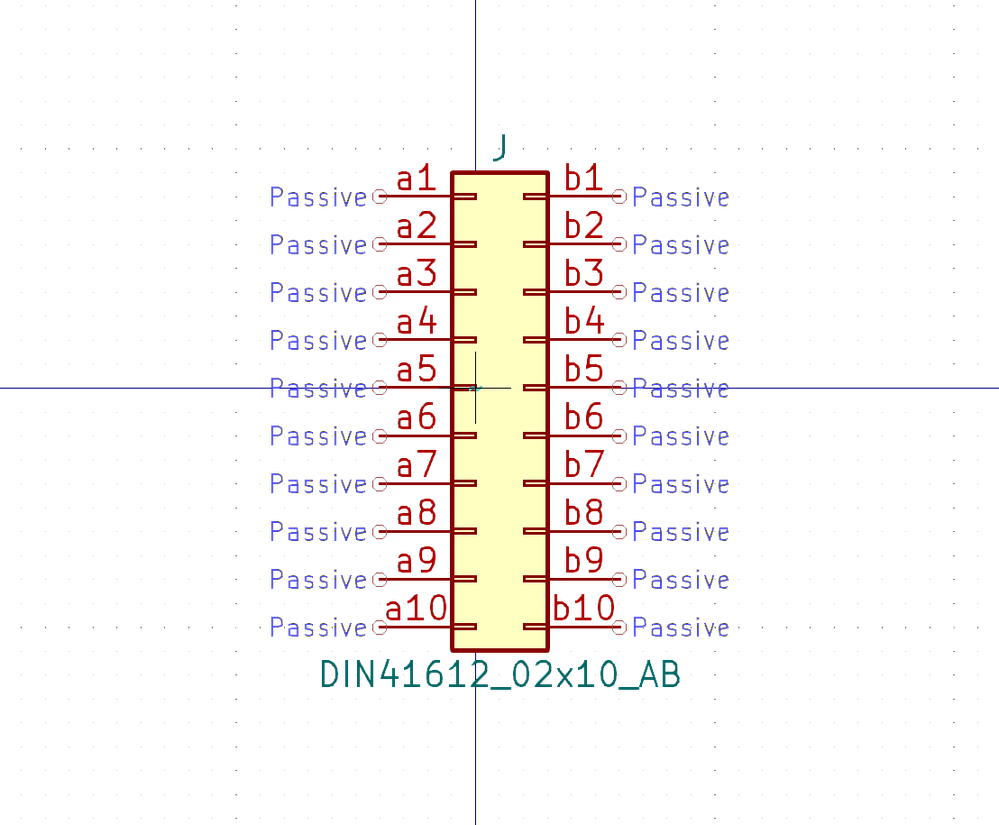 J
Passive a1 b1 Passive
Passive a2 b2 Passive
Passive a3 b3 Passive
Passive a4 b4 Passive
Passive a5 b5 Passive
Passive a6 b6 Passive
Passive a7 b7 Passive
Passive a8 b8 Passive
Passive a9 b9 Passive
Passive a10 b10 Passive
DIN41612_02x10_AB